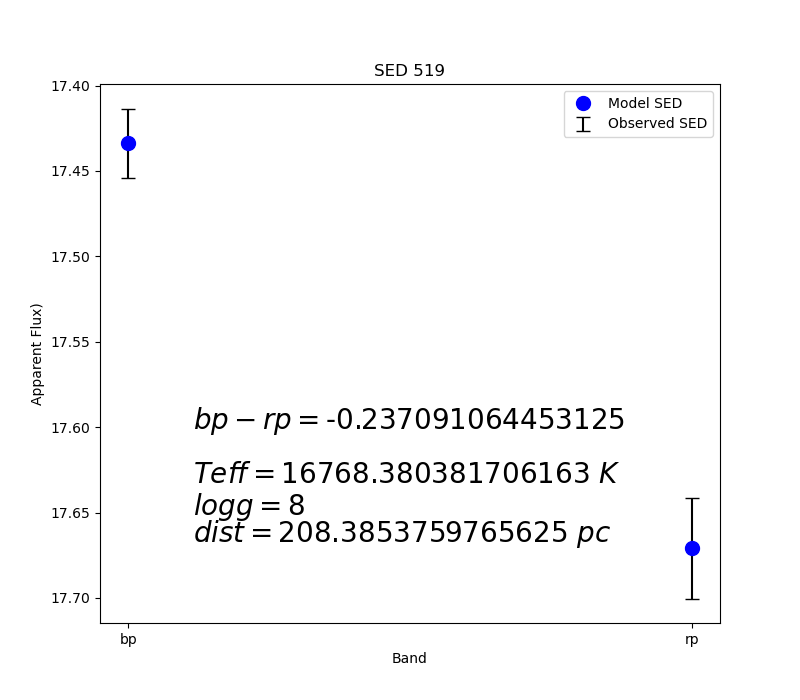 SED 519
17.40
Model SED
Observed SED
17.45
17.50
17.55
Apparent Flux)
17.60
bp − rp = -0.237091064453125
Teff = 16768.380381706163 K
logg = 8
17.65
dist = 208.3853759765625 pc
17.70
bp
rp
Band